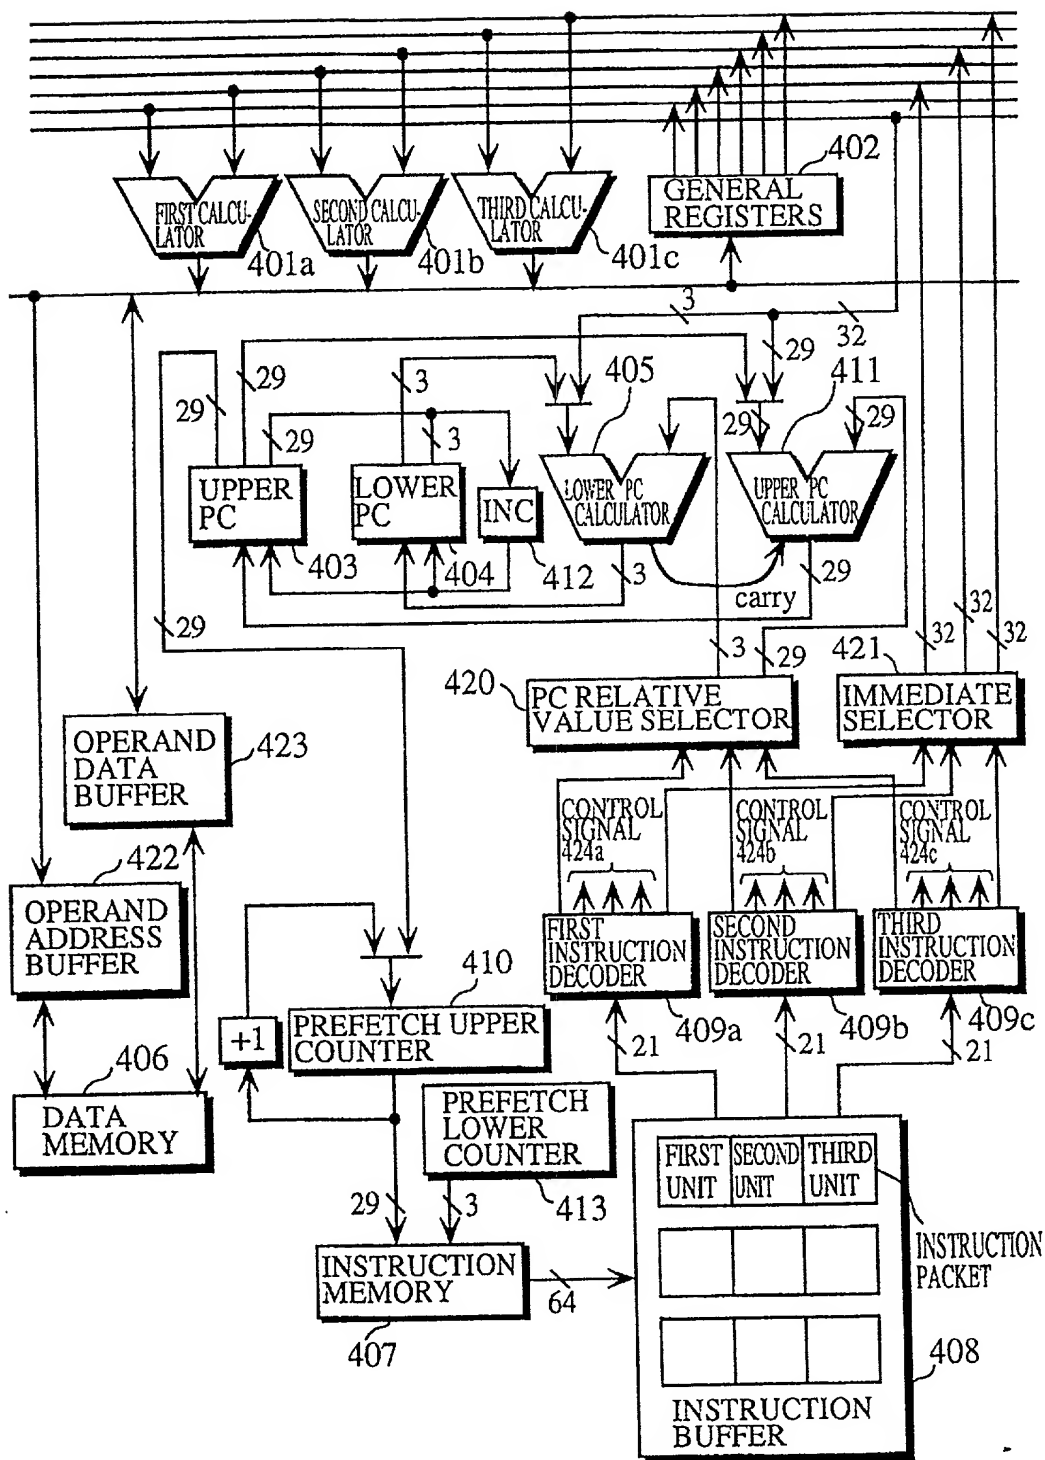 402
GENERAL
REGISTERS
FIRST CALCU-
LATOR
401a
SECOND CALCU-
LATOR
401b
THIRD CALCU-
LATOR
401c
3
32
29
29
29
29
3
3
405
411
29
29
UPPER
PC
403
LOWER
PC
404
INC
412
LOWER PC
CALCULATOR
UPPER PC
CALCULATOR
3
carry
29
29
3
29
32
32
32
420
PC RELATIVE
VALUE SELECTOR
421
IMMEDIATE
SELECTOR
OPERAND
DATA
BUFFER
423
CONTROL
SIGNAL
424a
CONTROL
SIGNAL
424b
CONTROL
SIGNAL
424c
422
OPERAND
ADDRESS
BUFFER
FIRST
INSTRUCTION
DECODER
409a
SECOND
INSTRUCTION
DECODER
409b
THIRD
INSTRUCTION
DECODER
409c
410
+1
PREFETCH UPPER
COUNTER
21
21
21
406
DATA
MEMORY
PREFETCH
LOWER
COUNTER
413
29
3
FIRST
UNIT
SECOND
UNIT
THIRD
UNIT
INSTRUCTION
PACKET
INSTRUCTION
MEMORY
407
64
408
INSTRUCTION
BUFFER